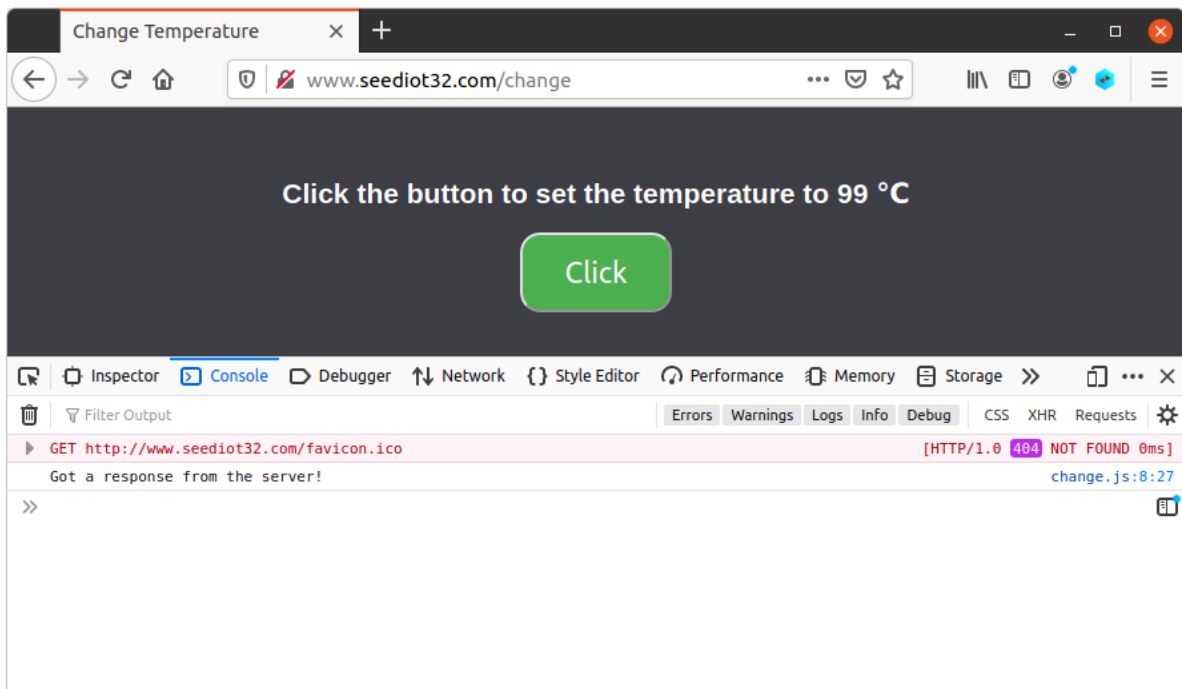 Change Temperature
www.seediot32.com/change
Click the button to set the temperature to 99 °C
Click
Inspector Console Debugger Network Style Editor Performance Memory Storage
Filter Output Errors Warnings Logs Info Debug CSS XHR Requests
GET http://www.seediot32.com/favicon.ico [HTTP/1.0 404 NOT FOUND 0ms]
Got a response from the server! change.js:8:27